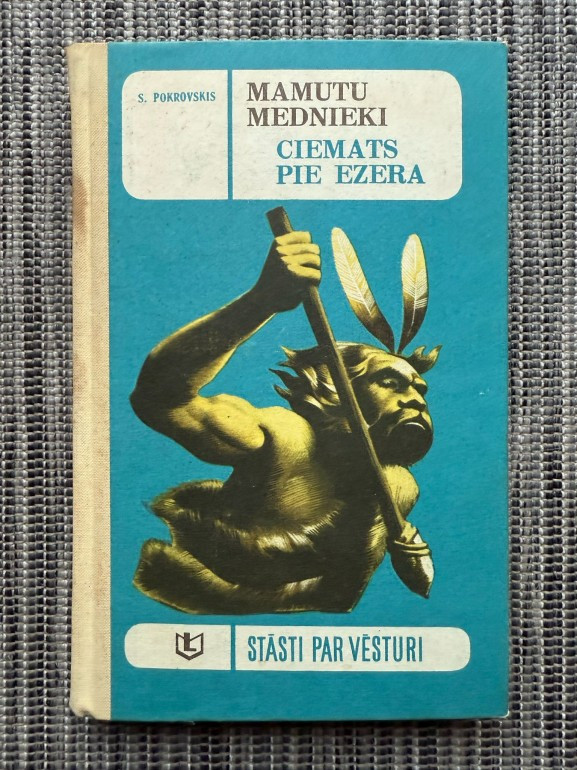 S. POKROVSKIS
MAMUTU
MEDNIEKI
CIEMATS
PIE EZERA
STĀSTI PAR VĒSTURI